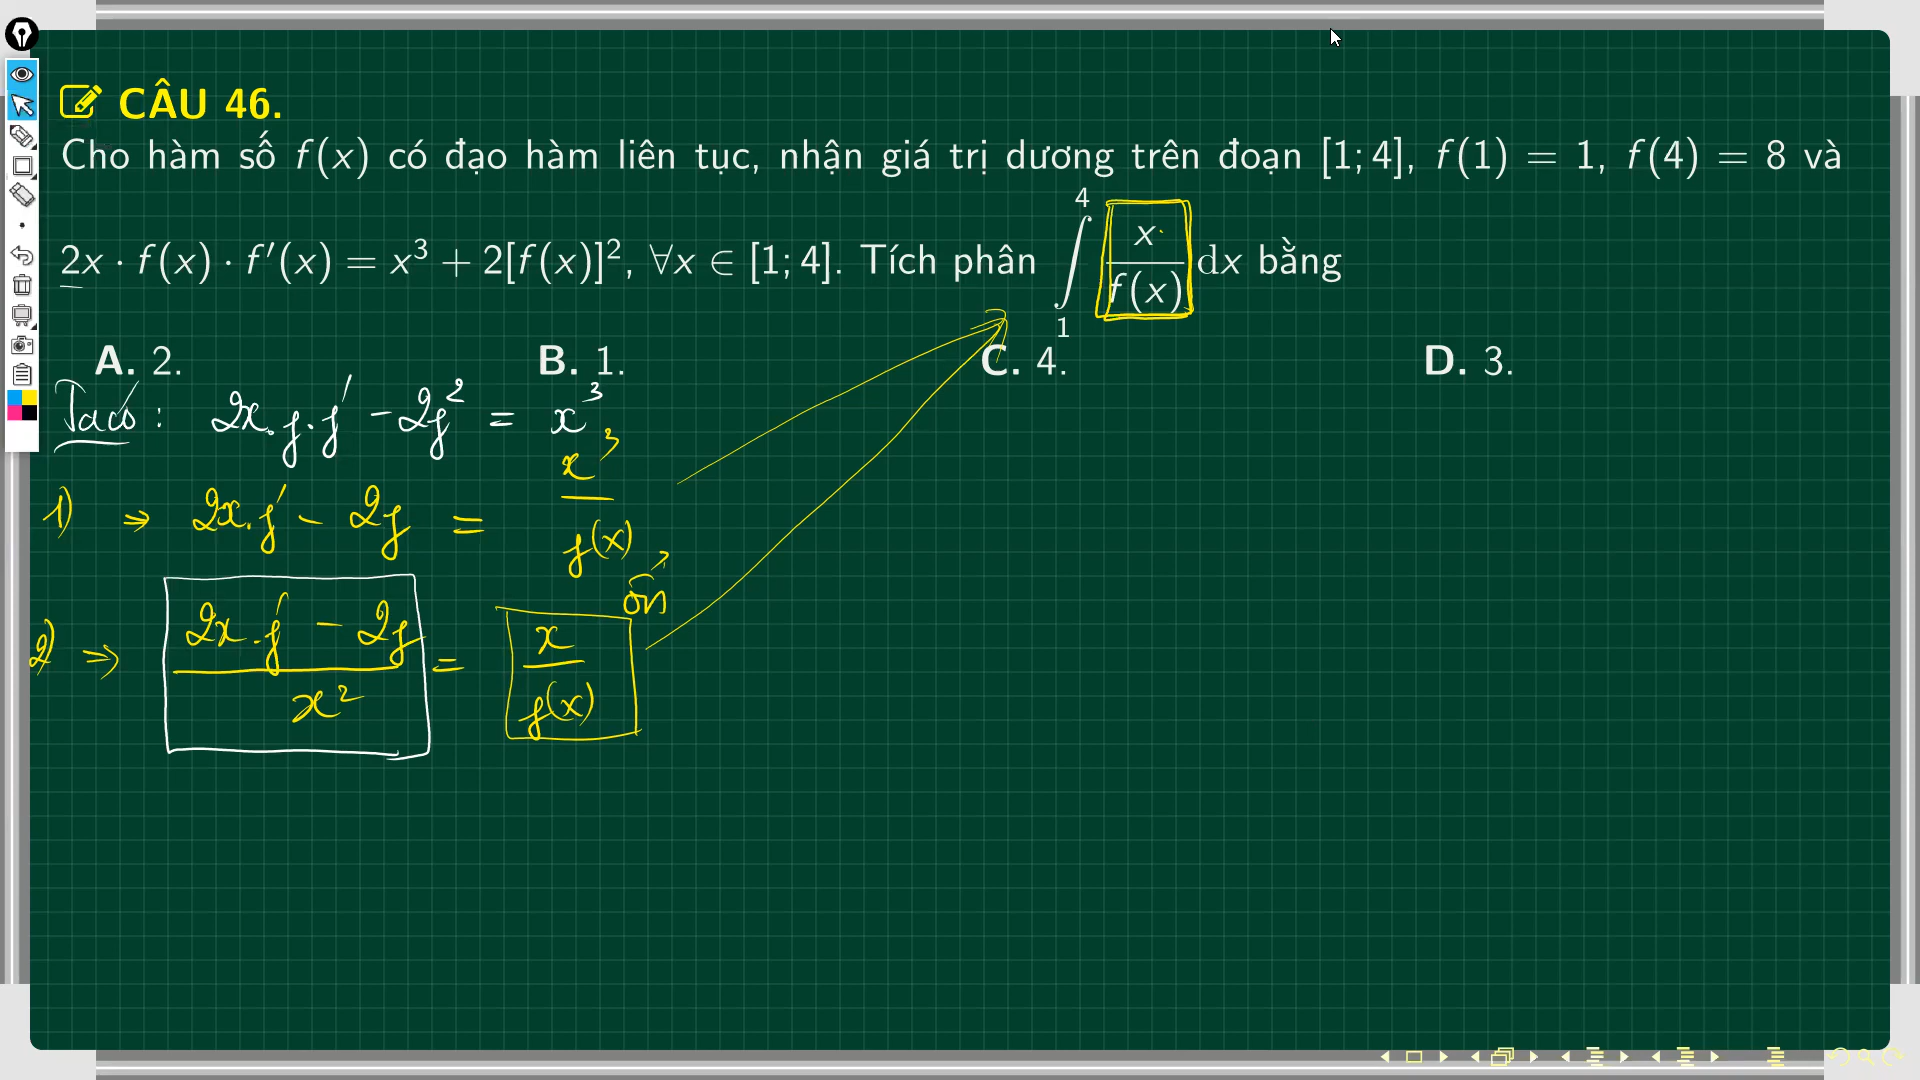 CÂU 46.
Cho hàm số f(x) có đạo hàm liên tục, nhận giá trị dương trên đoạn [1; 4], f(1) = 1, f(4) = 8 và
2x · f(x) · f′(x) = x³ + 2[f(x)]², ∀x ∈ [1; 4]. Tích phân ∫₁⁴ x/f(x) dx bằng
A. 2. B. 1. C. 4. D. 3.
Ta có : 2x.f.f′ − 2f² = x³
1) ⇒ 2x.f′ − 2f = x³/f(x)
2) ⇒ (2x.f′ − 2f)/x² = x/f(x) ổn